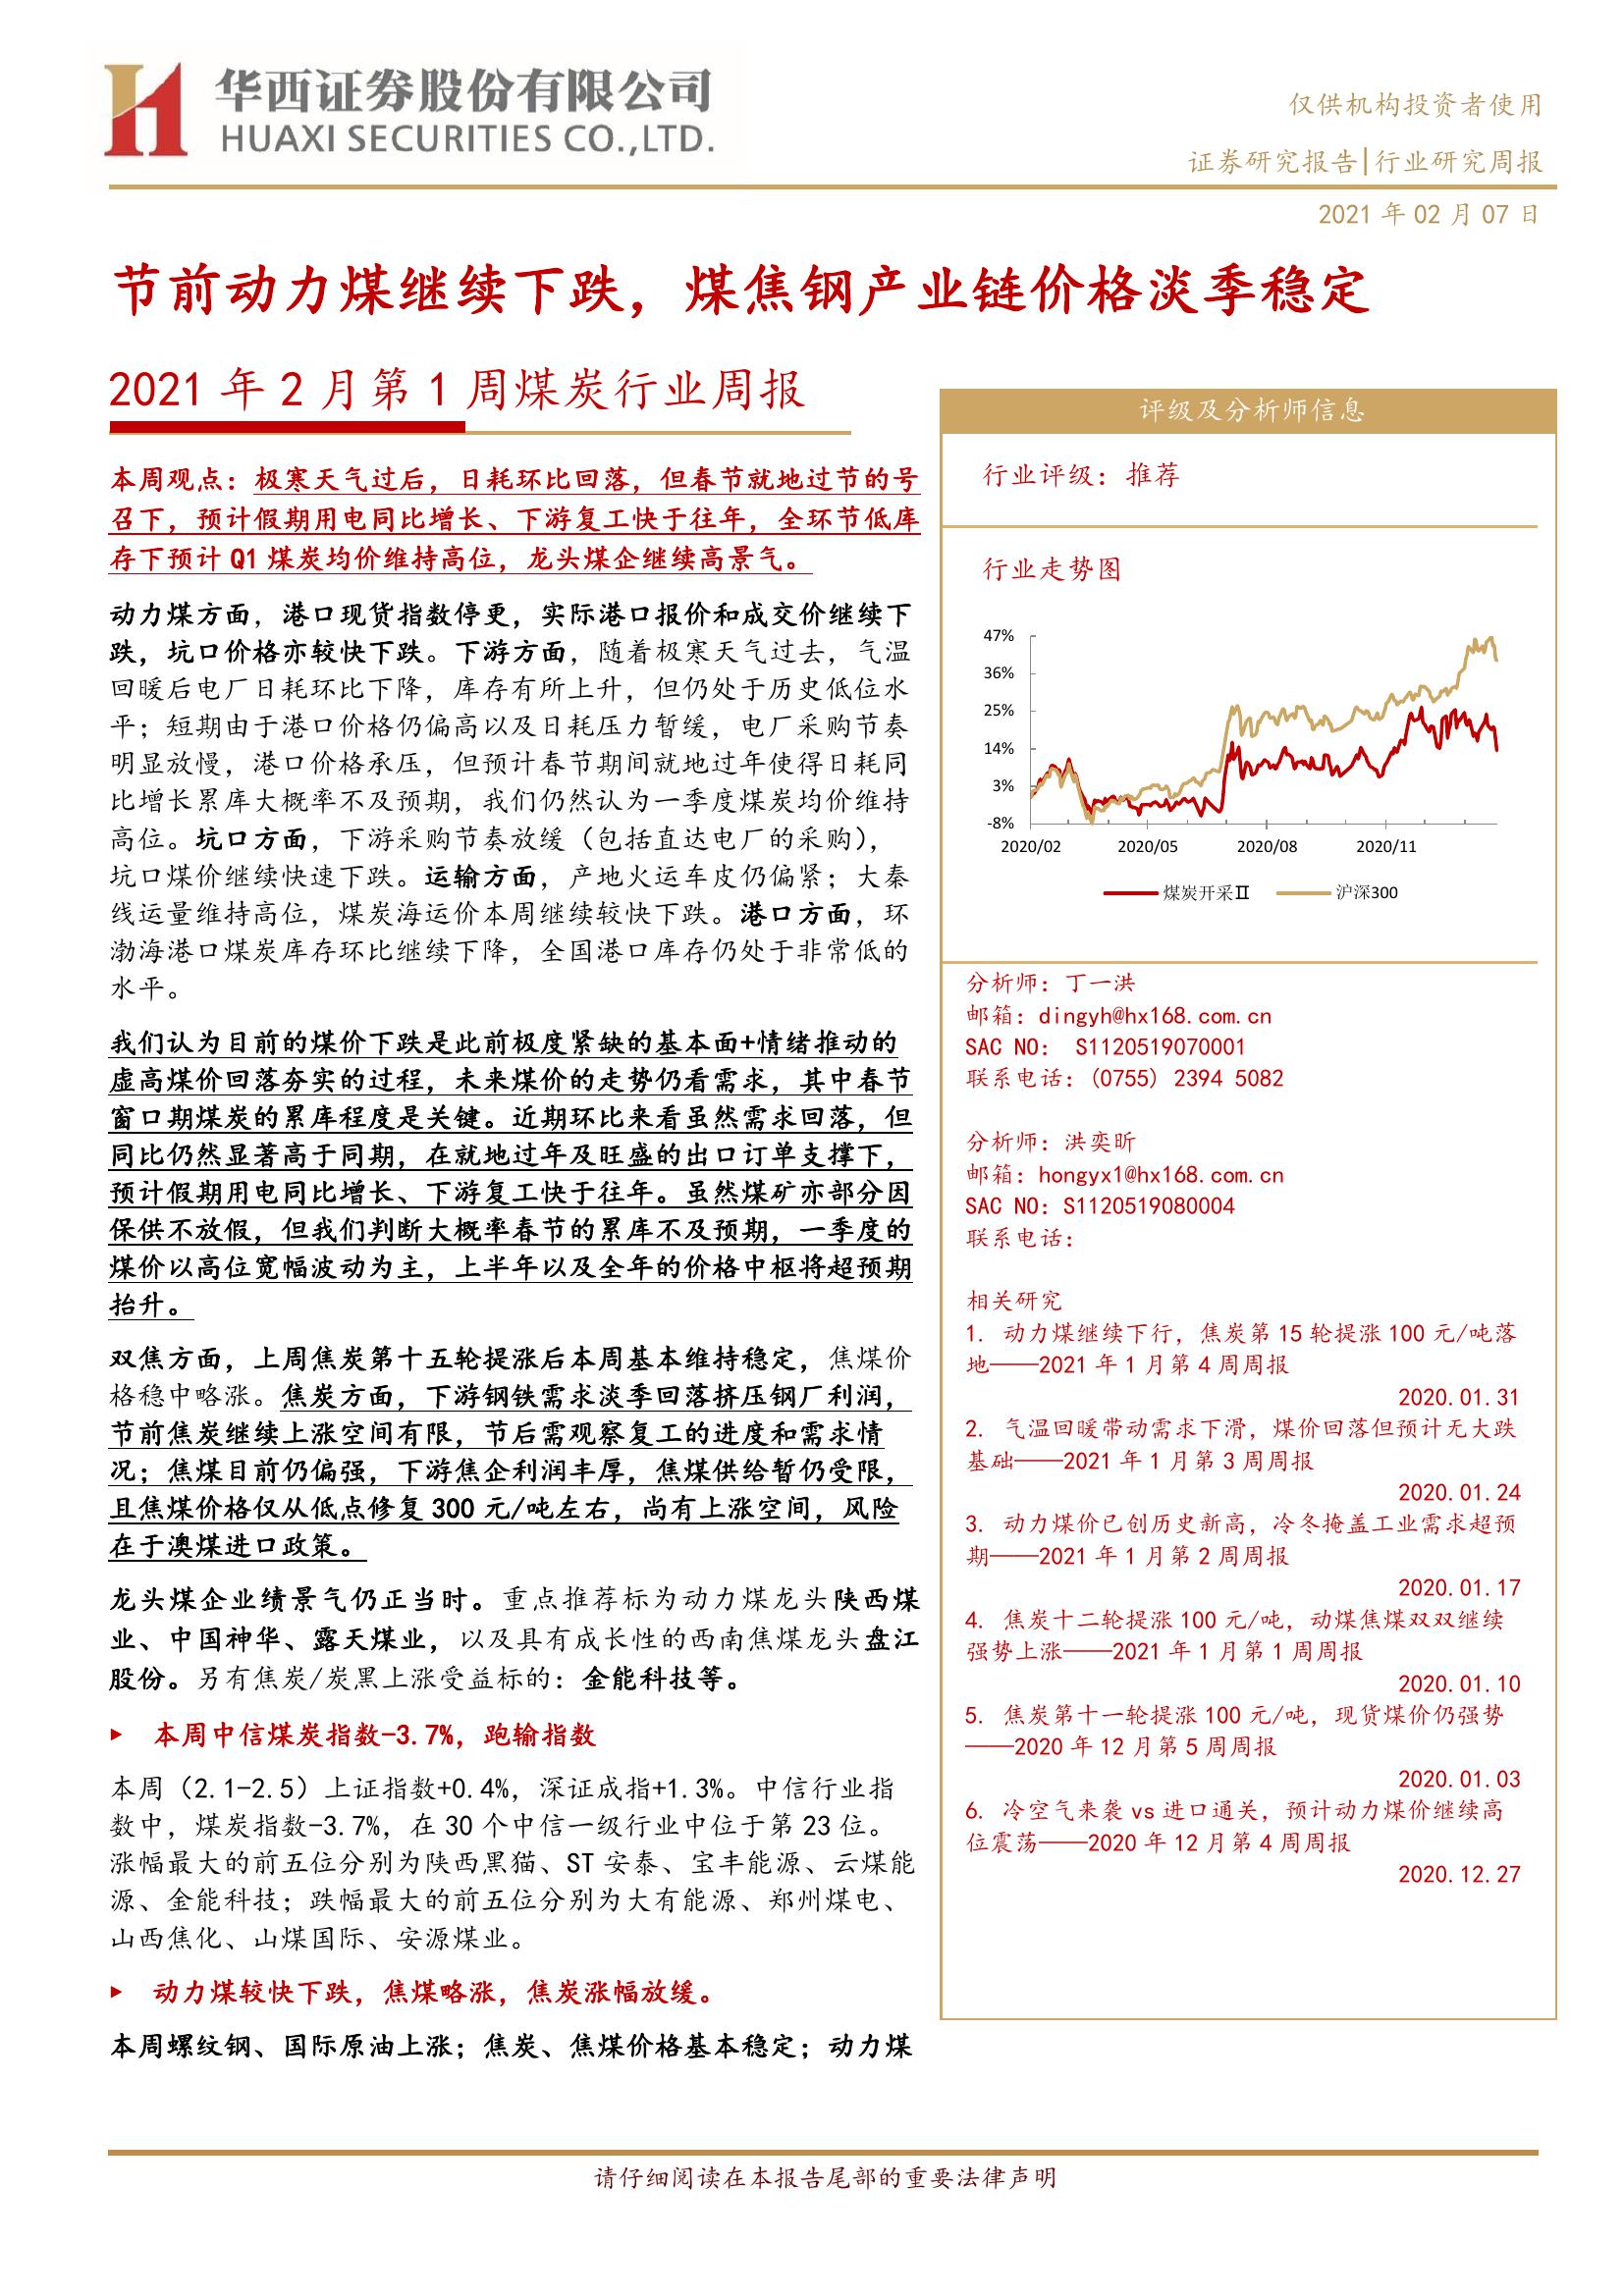 华西证券股份有限公司
HUAXI SECURITIES CO.,LTD.
仅供机构投资者使用
证券研究报告|行业研究周报
2021 年 02 月 07 日
节前动力煤继续下跌，煤焦钢产业链价格淡季稳定
2021 年 2 月第 1 周煤炭行业周报
本周观点：极寒天气过后，日耗环比回落，但春节就地过节的号
召下，预计假期用电同比增长、下游复工快于往年，全环节低库
存下预计 Q1 煤炭均价维持高位，龙头煤企继续高景气。
动力煤方面，港口现货指数停更，实际港口报价和成交价继续下
跌，坑口价格亦较快下跌。下游方面，随着极寒天气过去，气温
回暖后电厂日耗环比下降，库存有所上升，但仍处于历史低位水
平；短期由于港口价格仍偏高以及日耗压力暂缓，电厂采购节奏
明显放慢，港口价格承压，但预计春节期间就地过年使得日耗同
比增长累库大概率不及预期，我们仍然认为一季度煤炭均价维持
高位。坑口方面，下游采购节奏放缓（包括直达电厂的采购），
坑口煤价继续快速下跌。运输方面，产地火运车皮仍偏紧；大秦
线运量维持高位，煤炭海运价本周继续较快下跌。港口方面，环
渤海港口煤炭库存环比继续下降，全国港口库存仍处于非常低的
水平。
我们认为目前的煤价下跌是此前极度紧缺的基本面+情绪推动的
虚高煤价回落夯实的过程，未来煤价的走势仍看需求，其中春节
窗口期煤炭的累库程度是关键。近期环比来看虽然需求回落，但
同比仍然显著高于同期，在就地过年及旺盛的出口订单支撑下，
预计假期用电同比增长、下游复工快于往年。虽然煤矿亦部分因
保供不放假，但我们判断大概率春节的累库不及预期，一季度的
煤价以高位宽幅波动为主，上半年以及全年的价格中枢将超预期
抬升。
双焦方面，上周焦炭第十五轮提涨后本周基本维持稳定，焦煤价
格稳中略涨。焦炭方面，下游钢铁需求淡季回落挤压钢厂利润，
节前焦炭继续上涨空间有限，节后需观察复工的进度和需求情
况；焦煤目前仍偏强，下游焦企利润丰厚，焦煤供给暂仍受限，
且焦煤价格仅从低点修复 300 元/吨左右，尚有上涨空间，风险
在于澳煤进口政策。
龙头煤企业绩景气仍正当时。重点推荐标为动力煤龙头陕西煤
业、中国神华、露天煤业，以及具有成长性的西南焦煤龙头盘江
股份。另有焦炭/炭黑上涨受益标的：金能科技等。
▶ 本周中信煤炭指数-3.7%，跑输指数
本周（2.1-2.5）上证指数+0.4%，深证成指+1.3%。中信行业指
数中，煤炭指数-3.7%，在 30 个中信一级行业中位于第 23 位。
涨幅最大的前五位分别为陕西黑猫、ST 安泰、宝丰能源、云煤能
源、金能科技；跌幅最大的前五位分别为大有能源、郑州煤电、
山西焦化、山煤国际、安源煤业。
▶ 动力煤较快下跌，焦煤略涨，焦炭涨幅放缓。
本周螺纹钢、国际原油上涨；焦炭、焦煤价格基本稳定；动力煤
评级及分析师信息
行业评级：推荐
行业走势图
47%
36%
25%
14%
3%
-8%
2020/02 2020/05 2020/08 2020/11
煤炭开采Ⅱ 沪深300
分析师：丁一洪
邮箱：dingyh@hx168.com.cn
SAC NO： S1120519070001
联系电话：(0755) 2394 5082
分析师：洪奕昕
邮箱：hongyx1@hx168.com.cn
SAC NO：S1120519080004
联系电话：
相关研究
1. 动力煤继续下行，焦炭第 15 轮提涨 100 元/吨落
地——2021 年 1 月第 4 周周报
2020.01.31
2. 气温回暖带动需求下滑，煤价回落但预计无大跌
基础——2021 年 1 月第 3 周周报
2020.01.24
3. 动力煤价已创历史新高，冷冬掩盖工业需求超预
期——2021 年 1 月第 2 周周报
2020.01.17
4. 焦炭十二轮提涨 100 元/吨，动煤焦煤双双继续
强势上涨——2021 年 1 月第 1 周周报
2020.01.10
5. 焦炭第十一轮提涨 100 元/吨，现货煤价仍强势
——2020 年 12 月第 5 周周报
2020.01.03
6. 冷空气来袭 vs 进口通关，预计动力煤价继续高
位震荡——2020 年 12 月第 4 周周报
2020.12.27
请仔细阅读在本报告尾部的重要法律声明